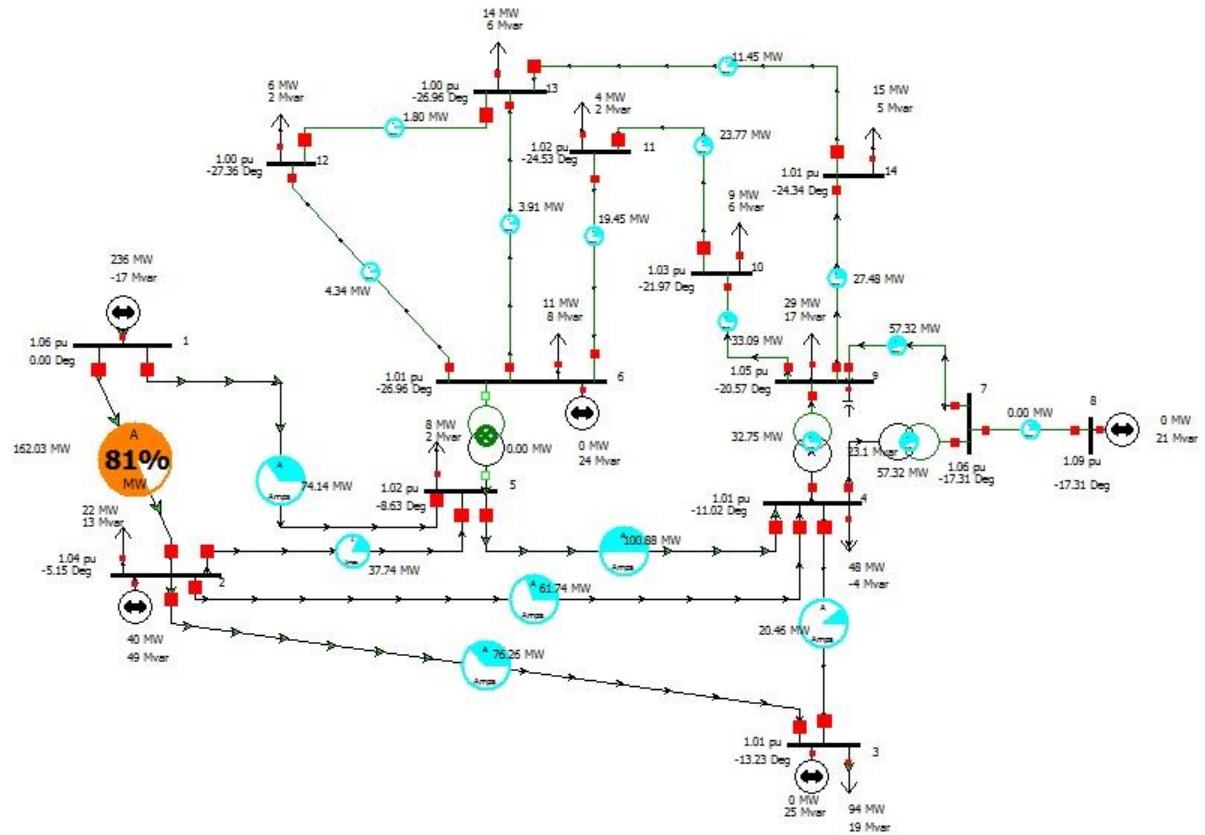 14 MW
6 Mvar
11.45 MW
1.00 pu
-26.96 Deg
13
6 MW
2 Mvar
1.80 MW
4 MW
2 Mvar
15 MW
5 Mvar
23.77 MW
1.00 pu
-27.36 Deg
12
1.02 pu
-24.53 Deg
11
1.01 pu
-24.34 Deg
14
9 MW
6 Mvar
3.91 MW
19.45 MW
236 MW
-17 Mvar
4.34 MW
1.03 pu
-21.97 Deg
10
27.48 MW
11 MW
8 Mvar
29 MW
17 Mvar
33.09 MW
57.32 MW
1.06 pu
0.00 Deg
1
1.01 pu
-26.96 Deg
6
1.05 pu
-20.57 Deg
9
7
8
0.00 MW
0 MW
21 Mvar
8 MW
2 Mvar
0.00 MW
0 MW
24 Mvar
32.75 MW
23.1 Mvar
57.32 MW
1.06 pu
-17.31 Deg
1.09 pu
-17.31 Deg
162.03 MW
A
81%
MW
A
74.14 MW
Amps
1.02 pu
-8.63 Deg
5
1.01 pu
-11.02 Deg
4
22 MW
13 Mvar
37.74 MW
A
100.88 MW
Amps
48 MW
-4 Mvar
1.04 pu
-5.15 Deg
2
A
61.74 MW
Amps
A
20.46 MW
Amps
40 MW
49 Mvar
A
76.26 MW
Amps
1.01 pu
-13.23 Deg
3
0 MW
25 Mvar
94 MW
19 Mvar